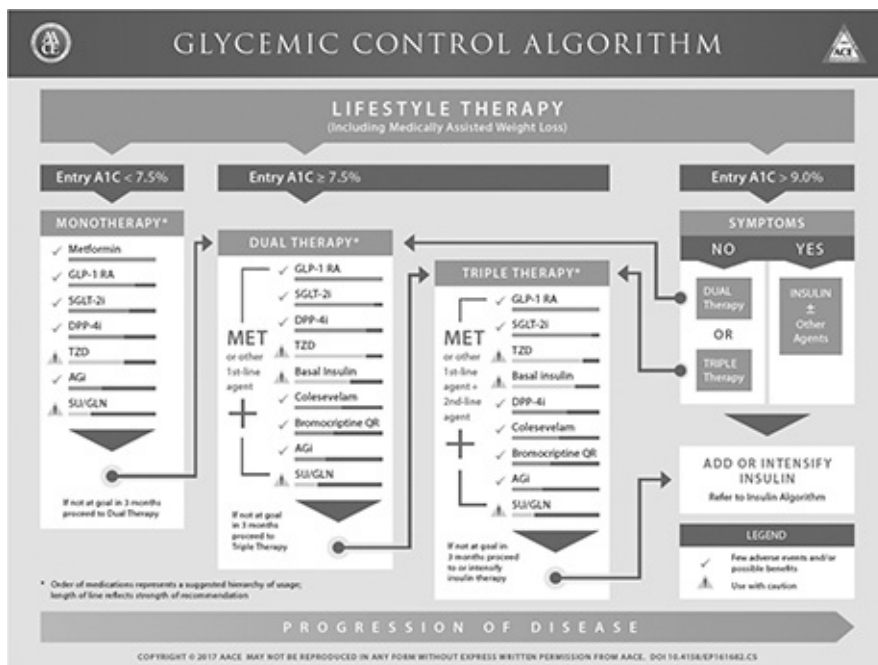 GLYCEMIC CONTROL ALGORITHM
ACE
LIFESTYLE THERAPY
(Including Medically Assisted Weight Loss)
Entry A1C < 7.5%
Entry A1C ≥ 7.5%
Entry A1C > 9.0%
MONOTHERAPY*
Metformin
GLP-1 RA
SGLT-2i
DPP-4i
TZD
AGi
SU/GLN
If not at goal in 3 months
proceed to Dual Therapy
DUAL THERAPY*
MET
or other
1st-line
agent
+
GLP-1 RA
SGLT-2i
DPP-4i
TZD
Basal Insulin
Colesevelam
Bromocriptine QR
AGi
SU/GLN
If not at goal
in 3 months
proceed to
Triple Therapy
TRIPLE THERAPY*
MET
or other
1st-line
agent +
2nd-line
agent
+
GLP-1 RA
SGLT-2i
TZD
Basal insulin
DPP-4i
Colesevelam
Bromocriptine QR
AGi
SU/GLN
If not at goal in
3 months proceed
to or intensify
insulin therapy
SYMPTOMS
NO
YES
DUAL
Therapy
OR
TRIPLE
Therapy
INSULIN
±
Other
Agents
ADD OR INTENSIFY
INSULIN
Refer to Insulin Algorithm
LEGEND
Few adverse events and/or
possible benefits
Use with caution
* Order of medications represents a suggested hierarchy of usage;
length of line reflects strength of recommendation
PROGRESSION OF DISEASE
COPYRIGHT © 2017 AACE MAY NOT BE REPRODUCED IN ANY FORM WITHOUT EXPRESS WRITTEN PERMISSION FROM AACE. DOI 10.4158/EP161682.CS